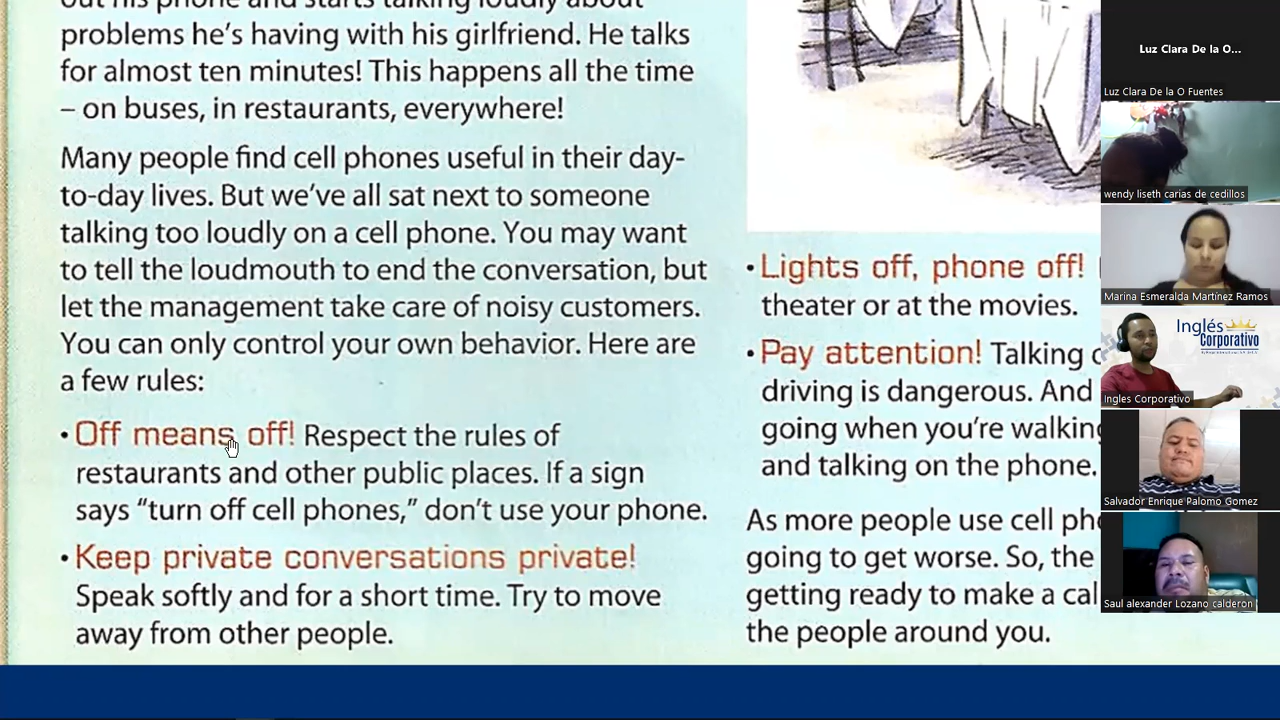 out his phone and starts talking loudly about
problems he's having with his girlfriend. He talks
for almost ten minutes! This happens all the time
– on buses, in restaurants, everywhere!
Many people find cell phones useful in their day-
to-day lives. But we've all sat next to someone
talking too loudly on a cell phone. You may want
to tell the loudmouth to end the conversation, but
let the management take care of noisy customers.
You can only control your own behavior. Here are
a few rules:
• Off means off! Respect the rules of
restaurants and other public places. If a sign
says “turn off cell phones,” don't use your phone.
• Keep private conversations private!
Speak softly and for a short time. Try to move
away from other people.
• Lights off, phone off!
theater or at the movies.
• Pay attention! Talking
driving is dangerous. And
going when you're walking
and talking on the phone.
As more people use cell
going to get worse. So, the
getting ready to make a
the people around you.
Luz Clara De la O...
Luz Clara De la O Fuentes
wendy liseth carias de cedillos
Marina Esmeralda Martínez Ramos
Inglés
Corporativo
Ingles Corporativo
Salvador Enrique Palomo Gomez
Saul alexander Lozano calderon